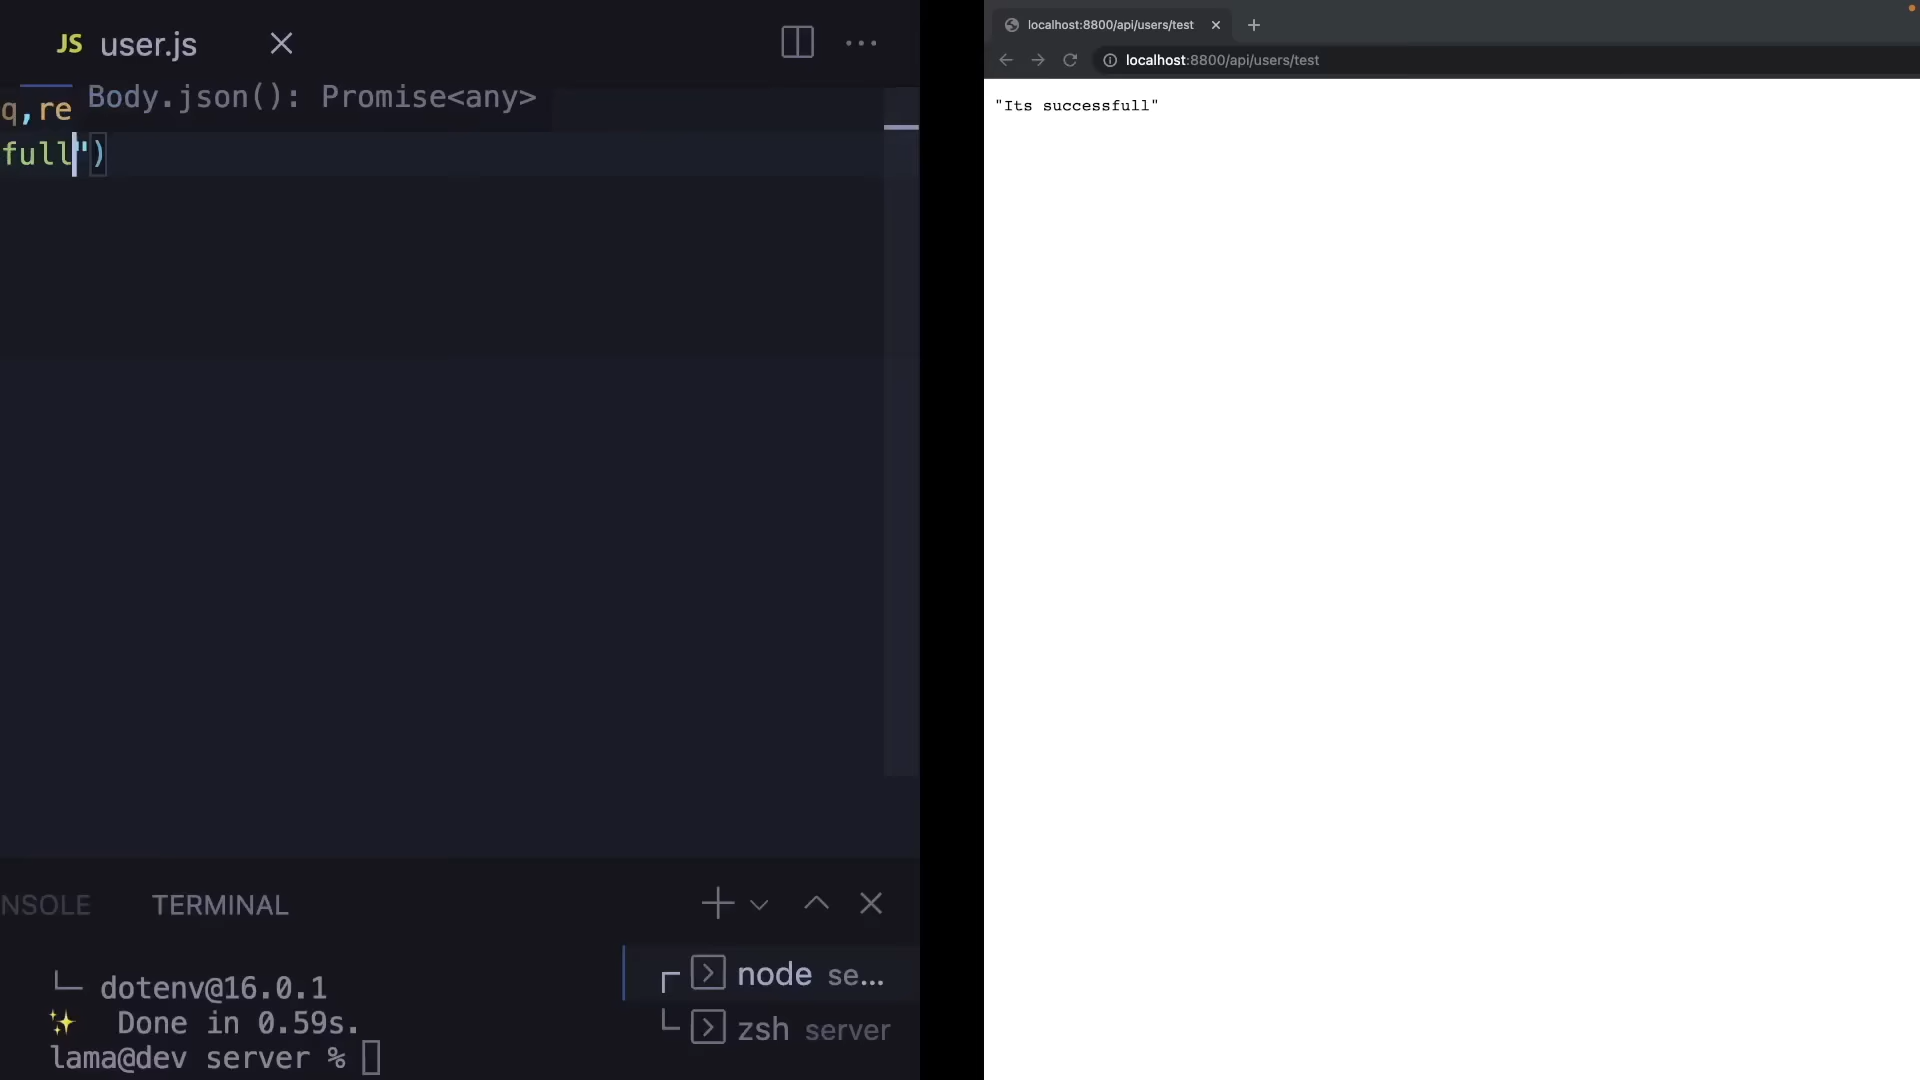 JS user.js
Body.json(): Promise<any>
q,re
full")
NSOLE TERMINAL
└─ dotenv@16.0.1
✨ Done in 0.59s.
lama@dev server %
node se...
zsh server
localhost:8800/api/users/test
localhost:8800/api/users/test
"Its successfull"